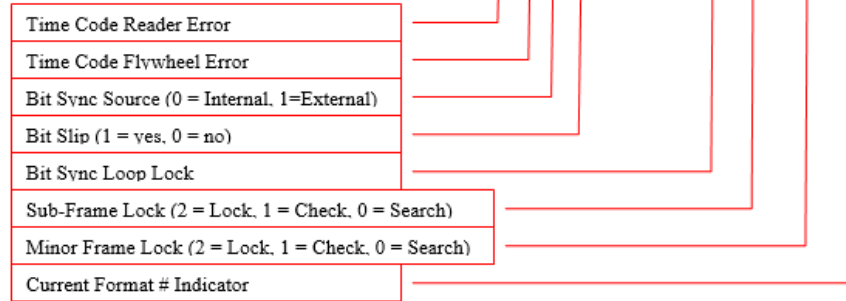 Time Code Reader Error
Time Code Flywheel Error
Bit Sync Source (0 = Internal, 1=External)
Bit Slip (1 = yes, 0 = no)
Bit Sync Loop Lock
Sub-Frame Lock (2 = Lock, 1 = Check, 0 = Search)
Minor Frame Lock (2 = Lock, 1 = Check, 0 = Search)
Current Format # Indicator